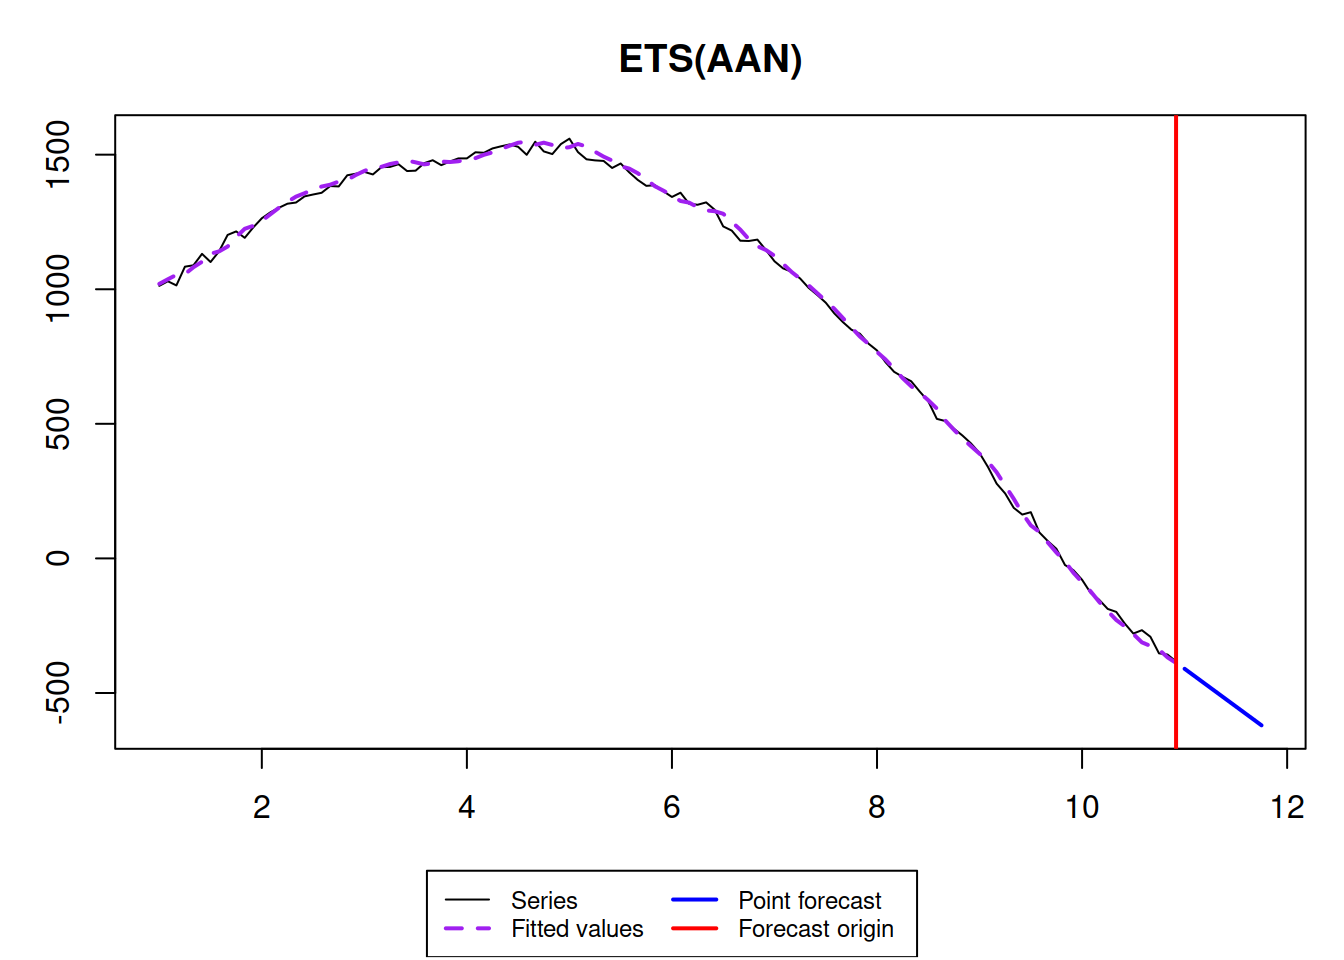 ETS(AAN)
1500
1000
500
0
-500
2 4 6 8 10 12
Series
Fitted values
Point forecast
Forecast origin